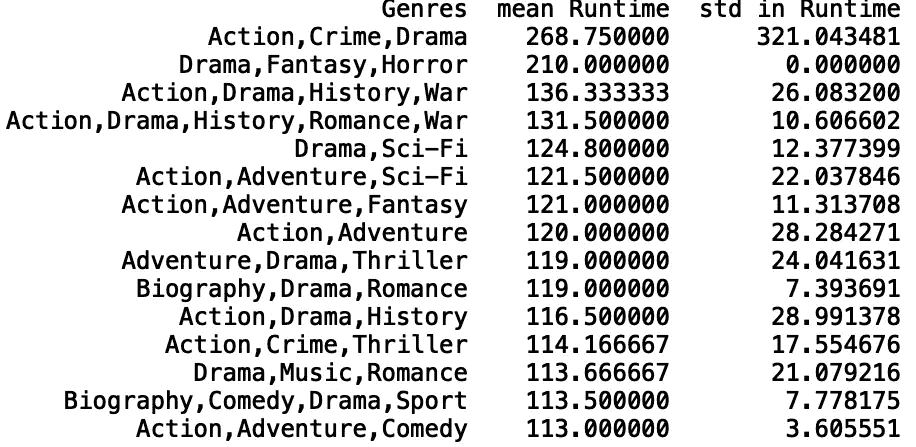 Genres mean Runtime std in Runtime
Action,Crime,Drama 268.750000 321.043481
Drama,Fantasy,Horror 210.000000 0.000000
Action,Drama,History,War 136.333333 26.083200
Action,Drama,History,Romance,War 131.500000 10.606602
Drama,Sci-Fi 124.800000 12.377399
Action,Adventure,Sci-Fi 121.500000 22.037846
Action,Adventure,Fantasy 121.000000 11.313708
Action,Adventure 120.000000 28.284271
Adventure,Drama,Thriller 119.000000 24.041631
Biography,Drama,Romance 119.000000 7.393691
Action,Drama,History 116.500000 28.991378
Action,Crime,Thriller 114.166667 17.554676
Drama,Music,Romance 113.666667 21.079216
Biography,Comedy,Drama,Sport 113.500000 7.778175
Action,Adventure,Comedy 113.000000 3.605551